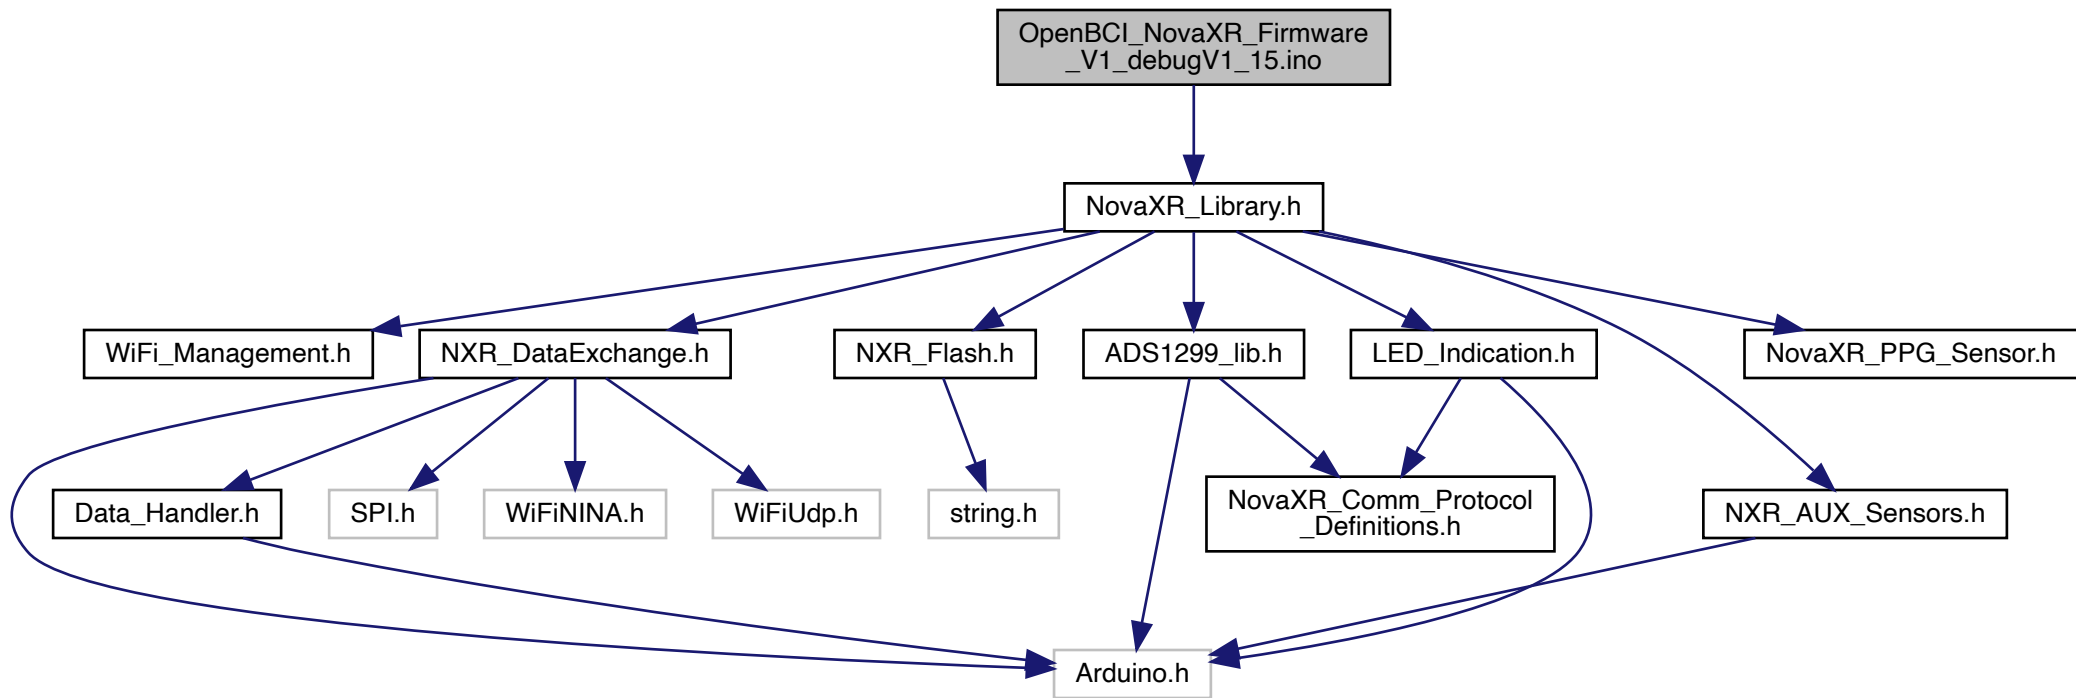 OpenBCI_NovaXR_Firmware
_V1_debugV1_15.ino
NovaXR_Library.h
WiFi_Management.h
NXR_DataExchange.h
NXR_Flash.h
ADS1299_lib.h
LED_Indication.h
NovaXR_PPG_Sensor.h
Data_Handler.h
SPI.h
WiFiNINA.h
WiFiUdp.h
string.h
NovaXR_Comm_Protocol
_Definitions.h
NXR_AUX_Sensors.h
Arduino.h